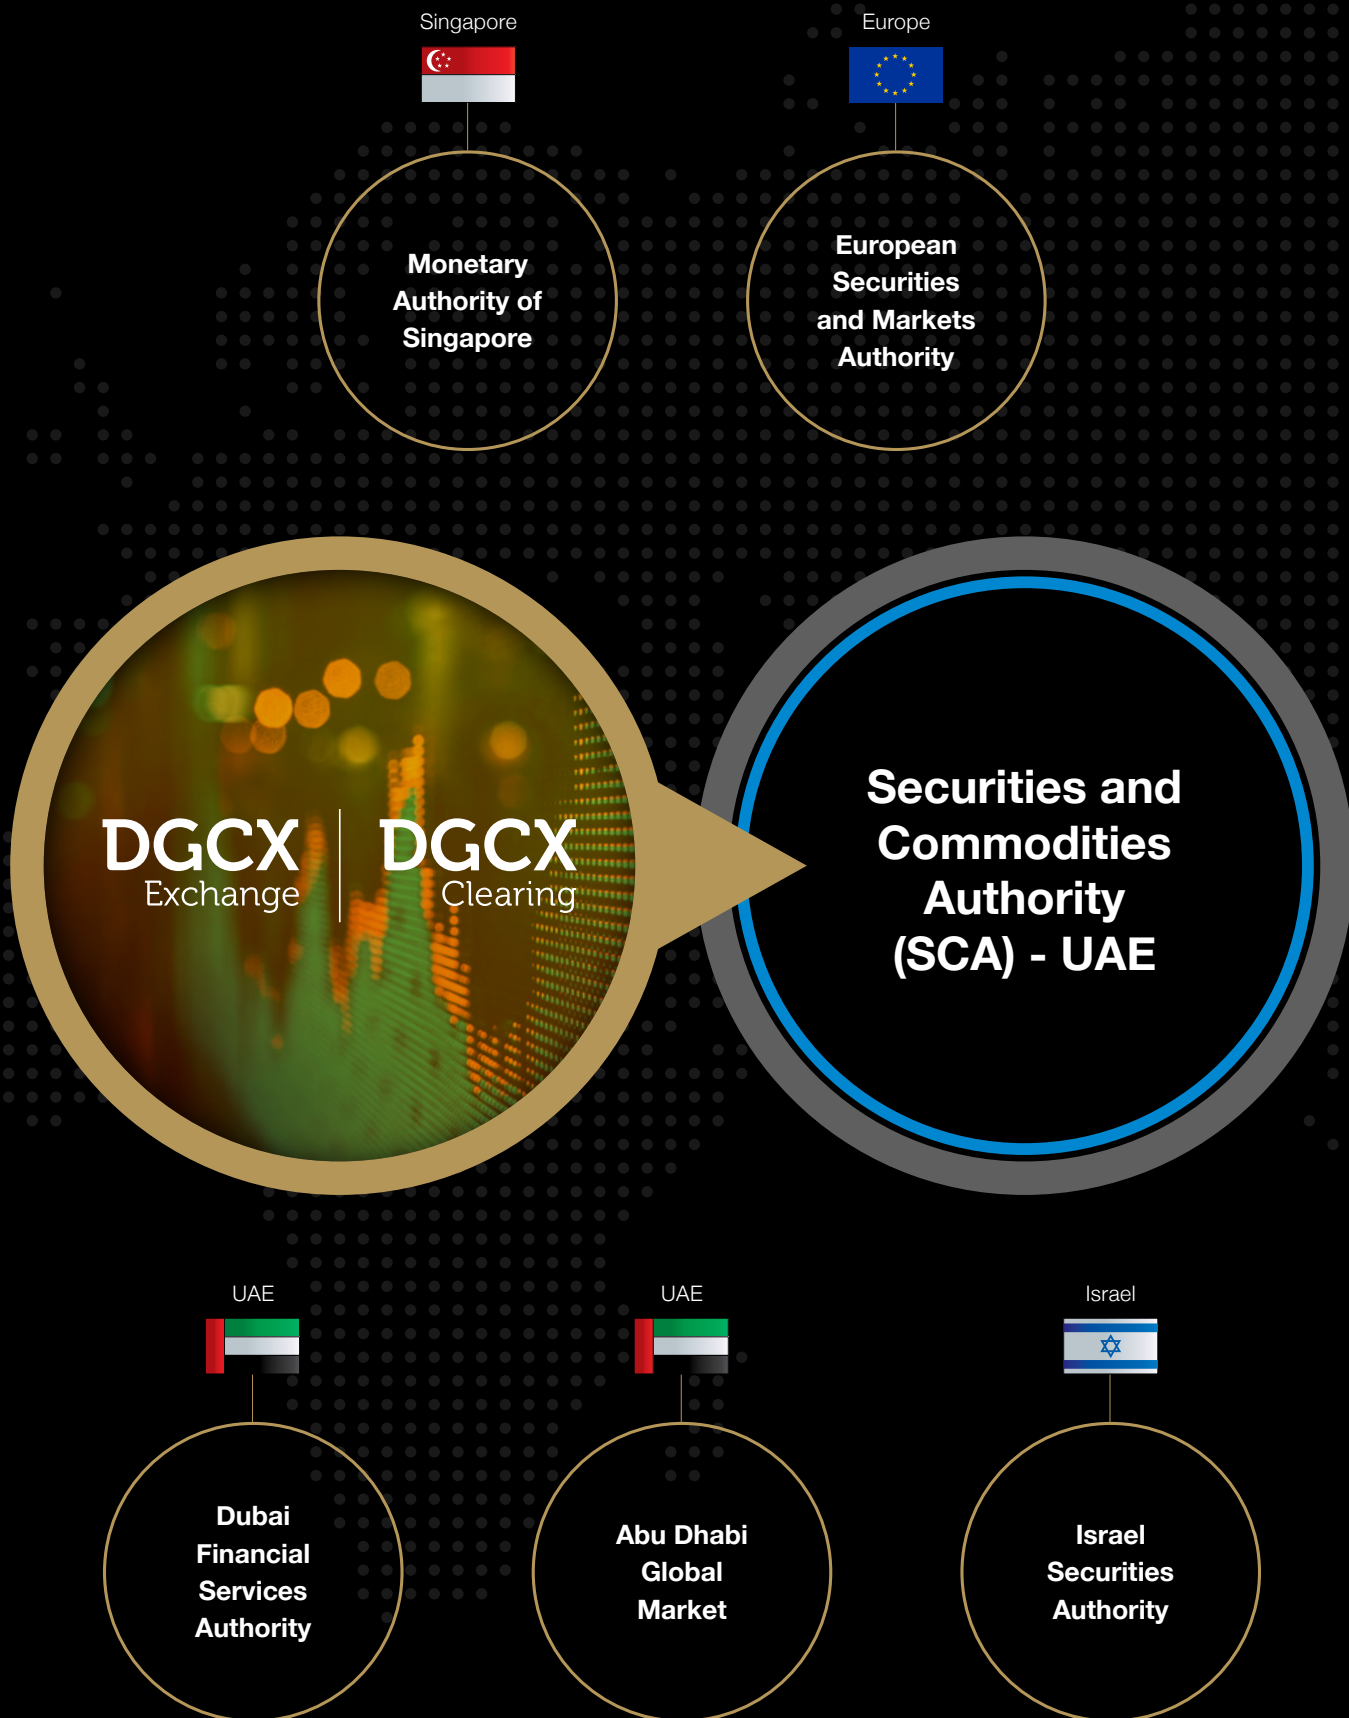 Singapore
Monetary
Authority of
Singapore
Europe
European
Securities
and Markets
Authority
DGCX
Exchange
DGCX
Clearing
Securities and
Commodities
Authority
(SCA) - UAE
UAE
Dubai
Financial
Services
Authority
UAE
Abu Dhabi
Global
Market
Israel
Israel
Securities
Authority